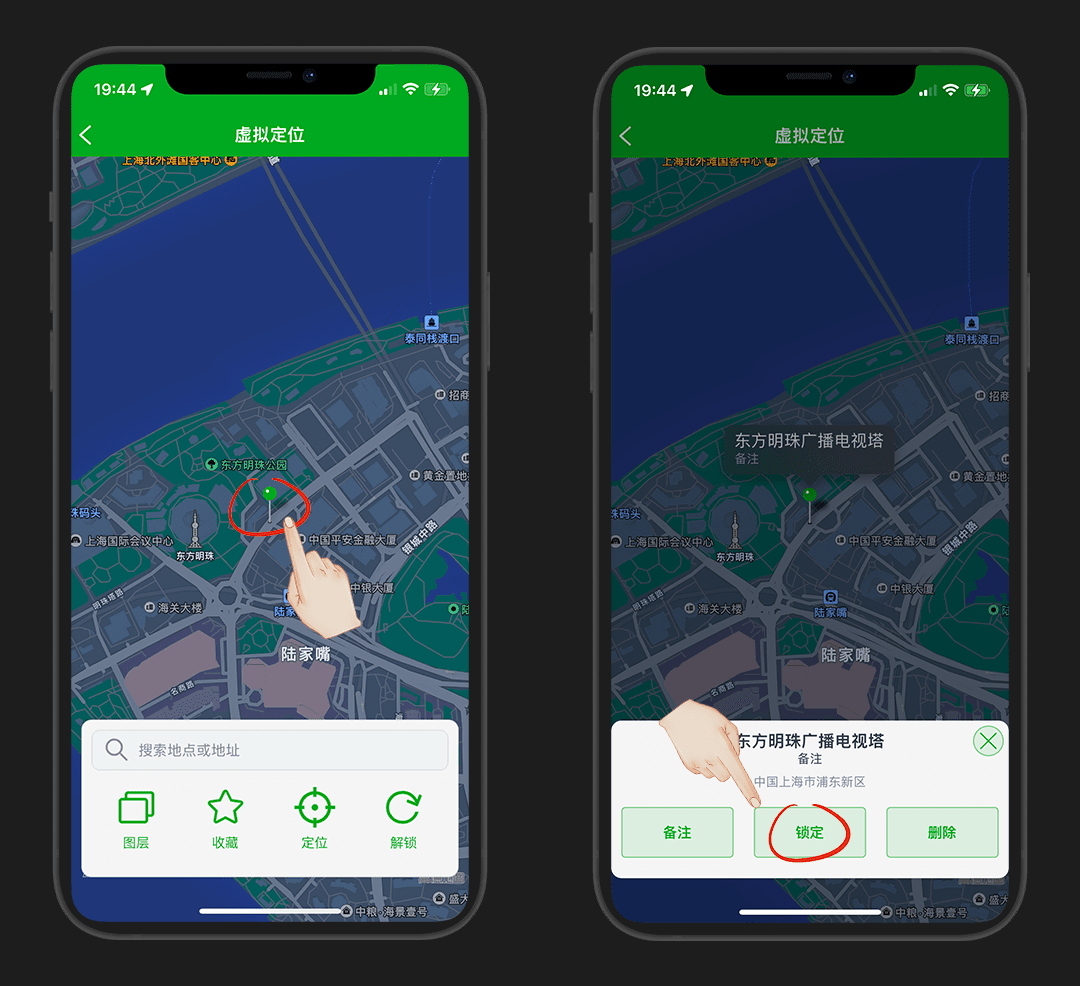 19:44
虚拟定位
上海北外滩国客中心
泰同栈渡口
招商
东方明珠公园
黄金置地
珠码头
上海国际会议中心
东方明珠
中国平安金融大厦
银城中路
中银大厦
明珠塔路
海关大楼
陆家嘴
名商路
搜索地点或地址
图层
收藏
定位
解锁
盛大
中粮·海景壹号
19:44
虚拟定位
上海北外滩国客中心
泰同栈渡口
招商
东方明珠广播电视塔
备注
黄金置地
珠码头
上海国际会议中心
东方明珠
中国平安金融大厦
银城中路
中银大厦
明珠塔路
海关大楼
陆家嘴
陆家嘴
名商路
东方明珠广播电视塔
备注
中国上海市浦东新区
备注
锁定
删除
盛大
中粮·海景壹号